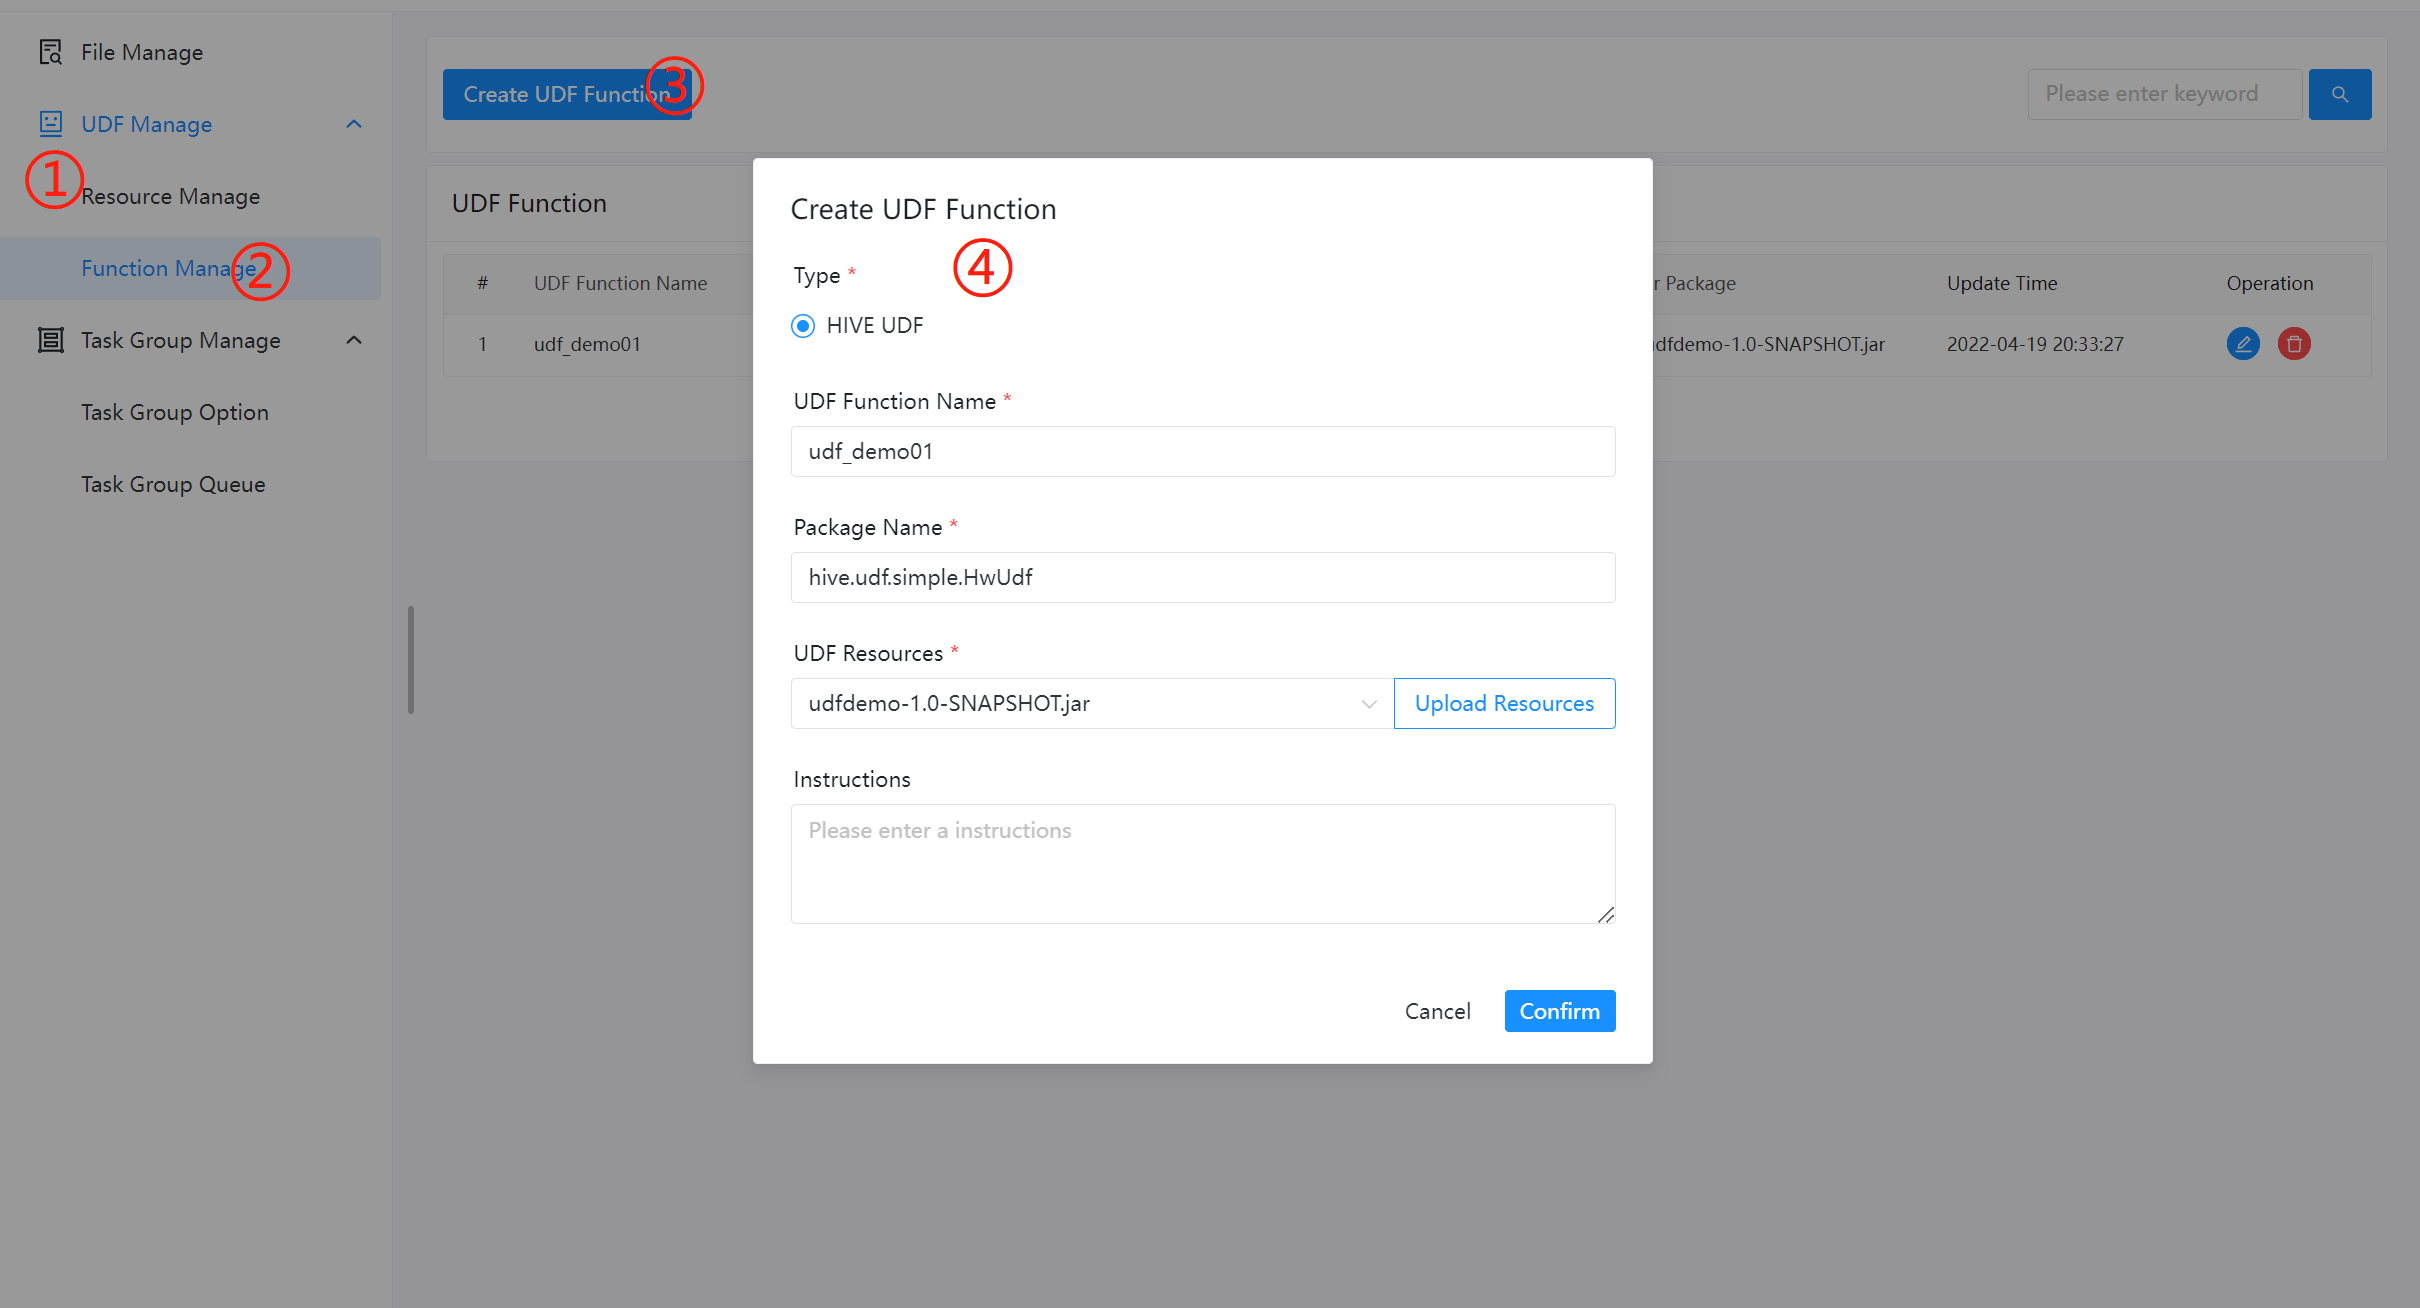 File Manage
UDF Manage
①
Resource Manage
Function Manage
②
Task Group Manage
Task Group Option
Task Group Queue
Create UDF Function
③
Please enter keyword
UDF Function
# UDF Function Name r Package Update Time Operation
1 udf_demo01 dfdemo-1.0-SNAPSHOT.jar 2022-04-19 20:33:27
Create UDF Function
④
Type *
HIVE UDF
UDF Function Name *
udf_demo01
Package Name *
hive.udf.simple.HwUdf
UDF Resources *
udfdemo-1.0-SNAPSHOT.jar
Upload Resources
Instructions
Please enter a instructions
Cancel
Confirm